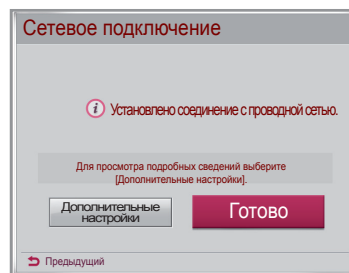 Сетевое подключение
Установлено соединение с проводной сетью.
Для просмотра подробных сведений выберите
[Дополнительные настройки].
Дополнительные
настройки
Готово
Предыдущий